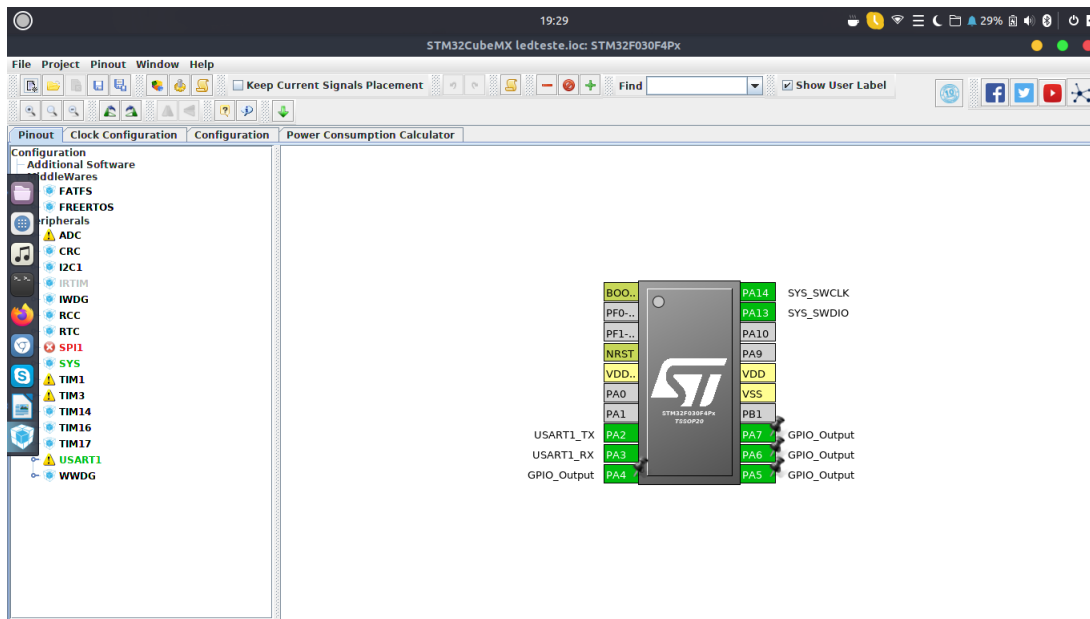 19:29
29%
STM32CubeMX ledteste.ioc: STM32F030F4Px
File Project Pinout Window Help
Keep Current Signals Placement Find Show User Label
Pinout Clock Configuration Configuration Power Consumption Calculator
Configuration
Additional Software
MiddleWares
FATFS
FREERTOS
ripherals
ADC
CRC
I2C1
IRTIM
IWDG
RCC
RTC
SPI1
SYS
TIM1
TIM3
TIM14
TIM16
TIM17
USART1
WWDG
BOO.. PA14 SYS_SWCLK
PF0-.. PA13 SYS_SWDIO
PF1-.. PA10
NRST PA9
VDD.. VDD
PA0 VSS
PA1 PB1
STM32F030F4Px
TSSOP20
USART1_TX PA2 PA7 GPIO_Output
USART1_RX PA3 PA6 GPIO_Output
GPIO_Output PA4 PA5 GPIO_Output